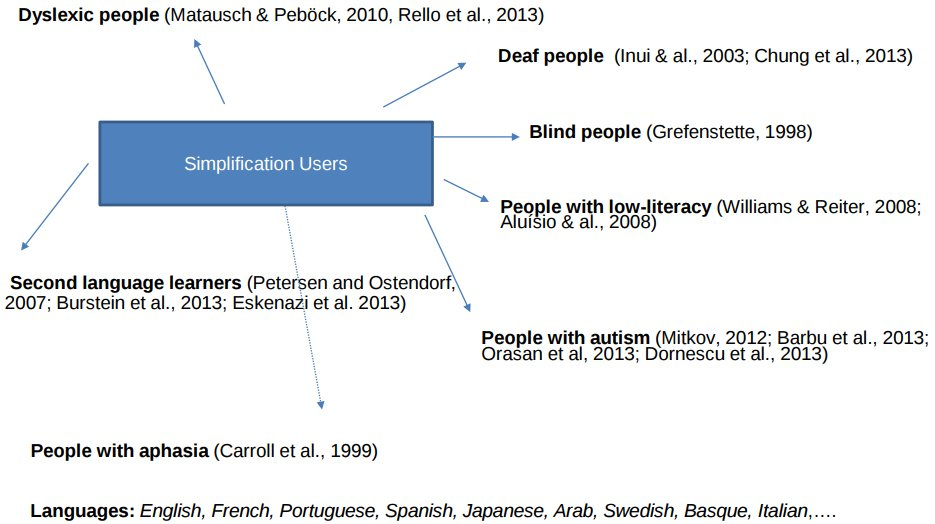 Dyslexic people (Matausch & Peböck, 2010, Rello et al., 2013)
Deaf people (Inui & al., 2003; Chung et al., 2013)
Blind people (Grefenstette, 1998)
Simplification Users
People with low-literacy (Williams & Reiter, 2008;
Aluísio & al., 2008)
Second language learners (Petersen and Ostendorf,
2007; Burstein et al., 2013; Eskenazi et al. 2013)
People with autism (Mitkov, 2012; Barbu et al., 2013;
Orasan et al, 2013; Dornescu et al., 2013)
People with aphasia (Carroll et al., 1999)
Languages: English, French, Portuguese, Spanish, Japanese, Arab, Swedish, Basque, Italian,….